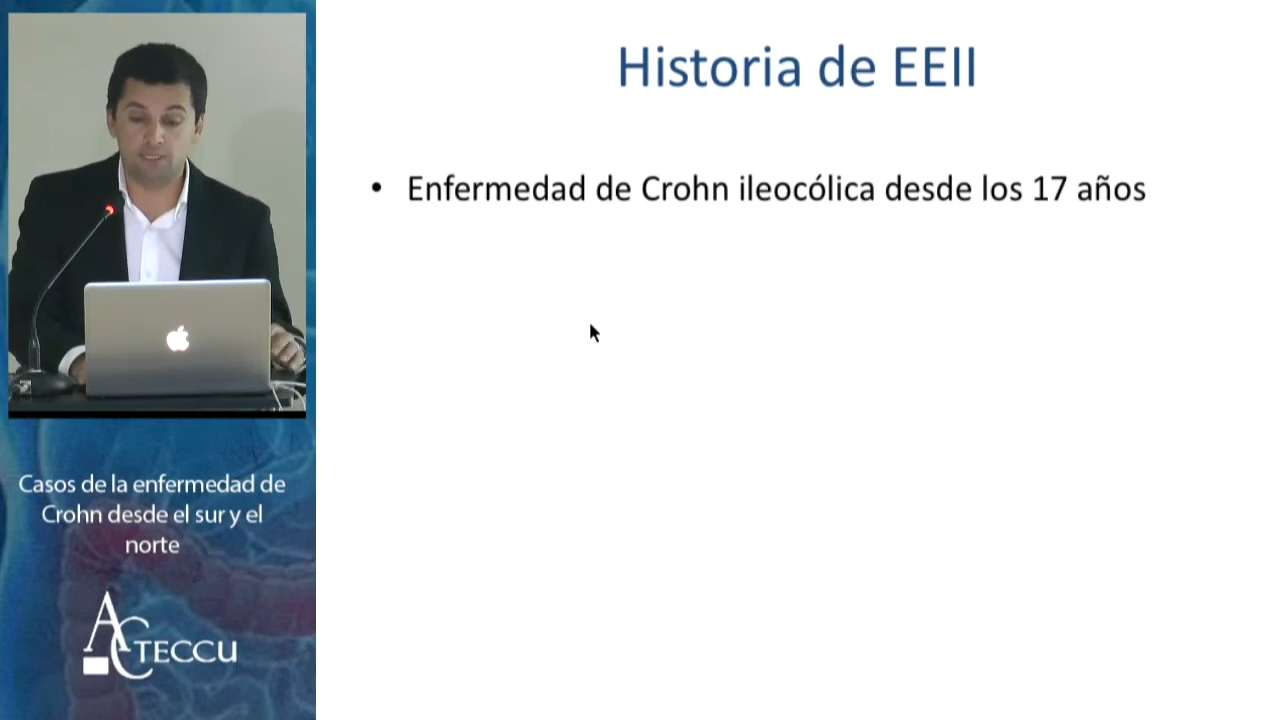 Historia de EEII
• Enfermedad de Crohn ileocólica desde los 17 años
Casos de la enfermedad de
Crohn desde el sur y el
norte
ACTECCU